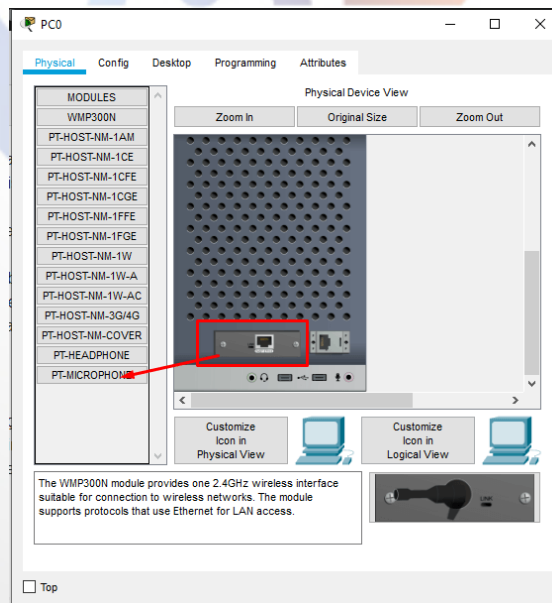 PC0
Physical Config Desktop Programming Attributes
MODULES
WMP300N
PT-HOST-NM-1AM
PT-HOST-NM-1CE
PT-HOST-NM-1CFE
PT-HOST-NM-1CGE
PT-HOST-NM-1FFE
PT-HOST-NM-1FGE
PT-HOST-NM-1W
PT-HOST-NM-1W-A
PT-HOST-NM-1W-AC
PT-HOST-NM-3G/4G
PT-HOST-NM-COVER
PT-HEADPHONE
PT-MICROPHONE
Physical Device View
Zoom In Original Size Zoom Out
Customize
Icon in
Physical View
Customize
Icon in
Logical View
The WMP300N module provides one 2.4GHz wireless interface
suitable for connection to wireless networks. The module
supports protocols that use Ethernet for LAN access.
LINK
Top